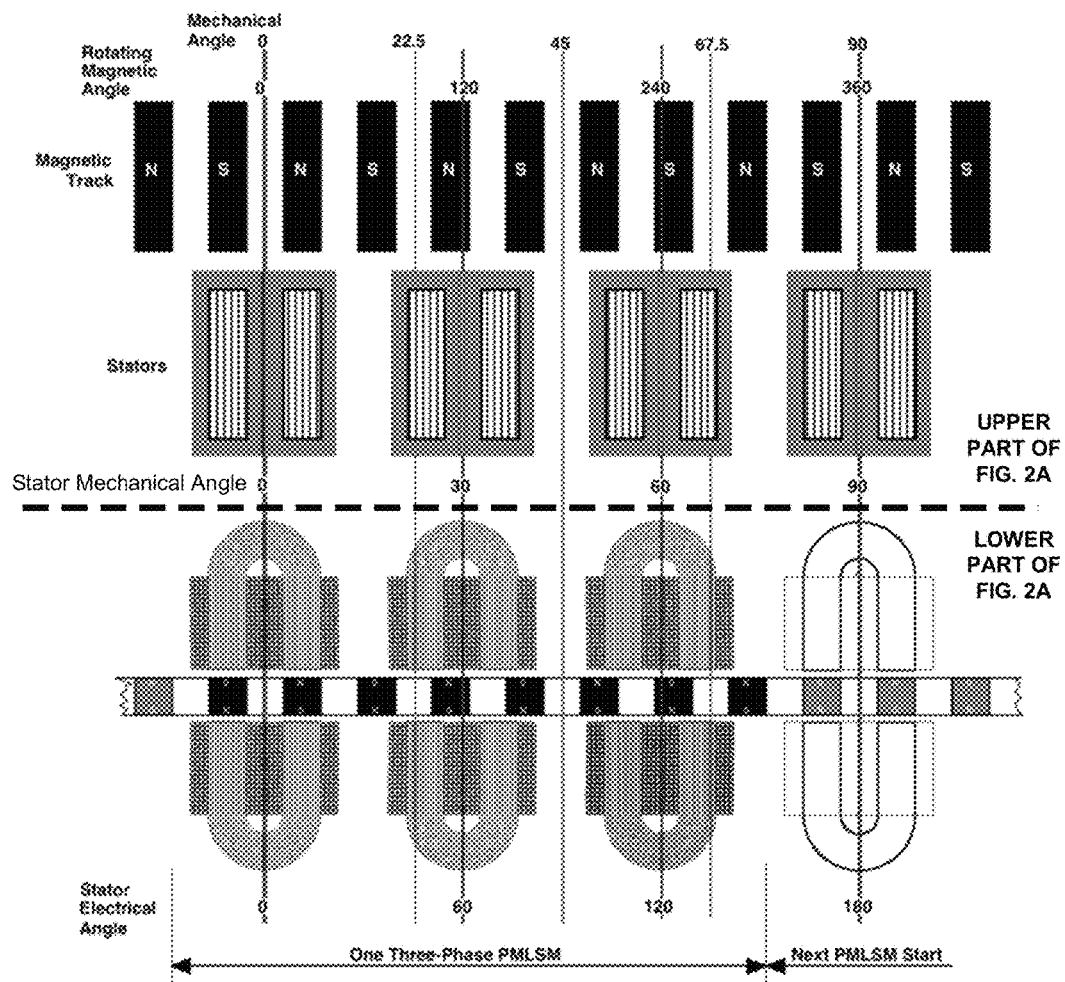 Mechanical
Angle
0 22.5 45 67.5 90
Rotating
Magnetic
Angle
0 120 240 360
Magnetic
Track
N S N S N S N S N S N S
Stators
UPPER
PART OF
FIG. 2A
Stator Mechanical Angle
0 30 60 90
LOWER
PART OF
FIG. 2A
Stator
Electrical
Angle
0 60 120 180
One Three-Phase PMLSM
Next PMLSM Start